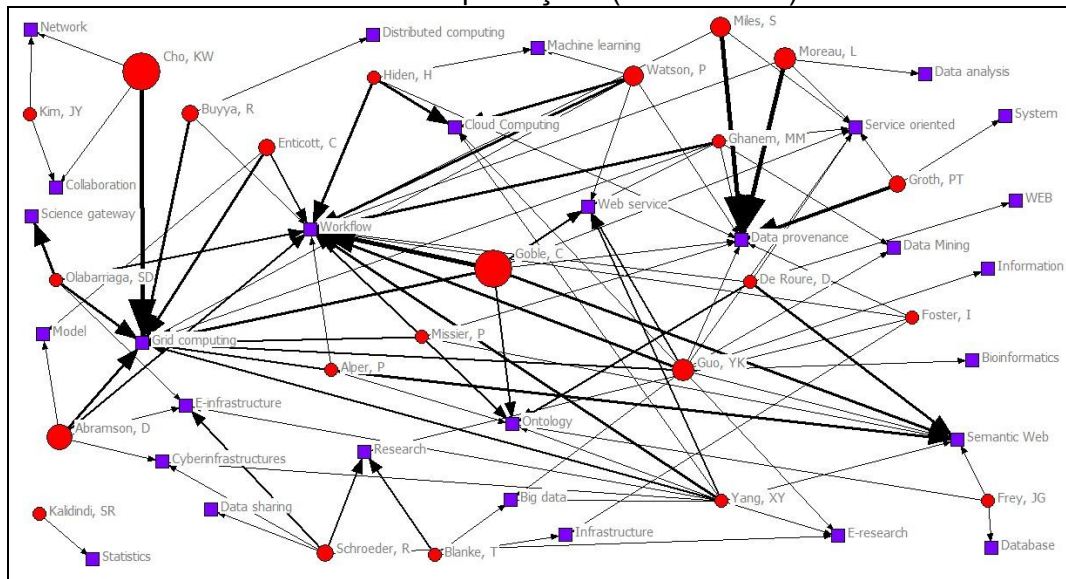 Network
Cho, KW
Distributed computing
Miles, S
Machine learning
Moreau, L
Watson, P
Data analysis
Hiden, H
Kim, JY
Buyya, R
System
Cloud Computing
Service oriented
Enticott, C
Ghanem, MM
Collaboration
Groth, PT
Science gateway
Web service
WEB
Workflow
Data provenance
Data Mining
Goble, C
Information
Olabarriaga, SD
De Roure, D.
Model
Foster, I
Grid computing
Missier, P
Bioinformatics
Alper, P
Guo, YK
E-infrastructure
Ontology
Abramson, D
Semantic Web
Research
Cyberinfrastructures
Data sharing
Big data
Yang, XY
Frey, JG
Kalidindi, SR
Infrastructure
E-research
Schroeder, R
Blanke, T
Database
Statistics